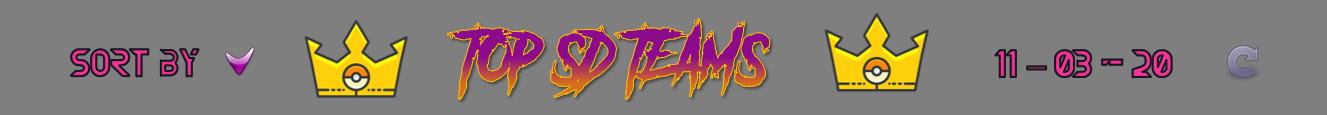 SORT BY
TOP SD TEAMS
11-03-20